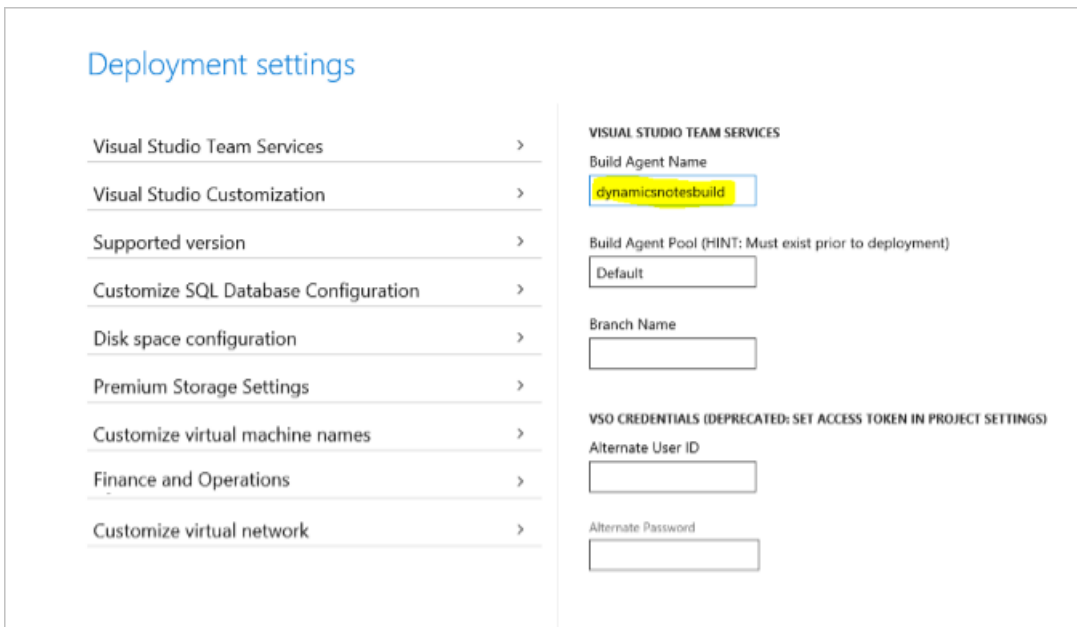 Deployment settings
Visual Studio Team Services
Visual Studio Customization
Supported version
Customize SQL Database Configuration
Disk space configuration
Premium Storage Settings
Customize virtual machine names
Finance and Operations
Customize virtual network
VISUAL STUDIO TEAM SERVICES
Build Agent Name
dynamicsnotesbuild
Build Agent Pool (HINT: Must exist prior to deployment)
Default
Branch Name
VSO CREDENTIALS (DEPRECATED: SET ACCESS TOKEN IN PROJECT SETTINGS)
Alternate User ID
Alternate Password